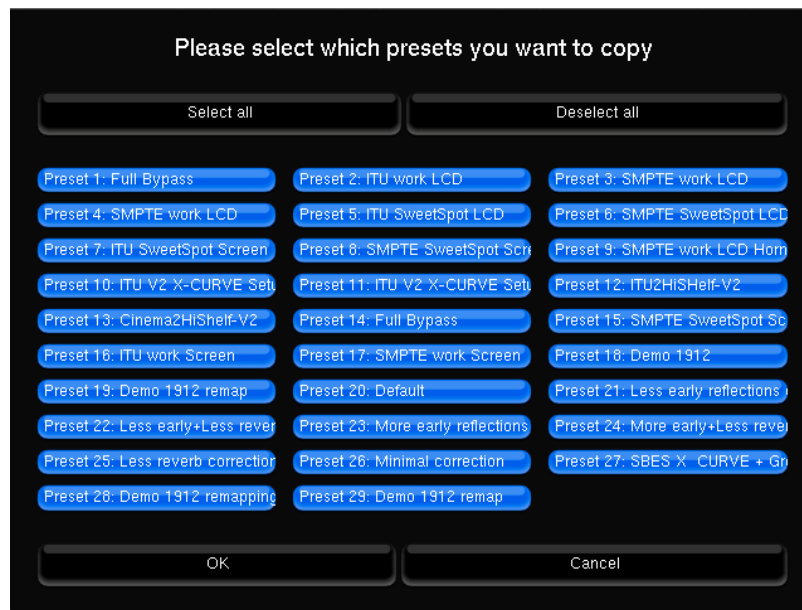 Please select which presets you want to copy
Select all
Deselect all
Preset 1: Full Bypass
Preset 2: ITU work LCD
Preset 3: SMPTE work LCD
Preset 4: SMPTE work LCD
Preset 5: ITU SweetSpot LCD
Preset 6: SMPTE SweetSpot LCD
Preset 7: ITU SweetSpot Screen
Preset 8: SMPTE SweetSpot Scre
Preset 9: SMPTE work LCD Horn
Preset 10: ITU V2 X-CURVE Setu
Preset 11: ITU V2 X-CURVE Setu
Preset 12: ITU2HiSHelf-V2
Preset 13: Cinema2HiShelf-V2
Preset 14: Full Bypass
Preset 15: SMPTE SweetSpot Sc
Preset 16: ITU work Screen
Preset 17: SMPTE work Screen
Preset 18: Demo 1912
Preset 19: Demo 1912 remap
Preset 20: Default
Preset 21: Less early reflections
Preset 22: Less early+Less rever
Preset 23: More early reflections
Preset 24: More early+Less rever
Preset 25: Less reverb correction
Preset 26: Minimal correction
Preset 27: SBES X CURVE + Gr
Preset 28: Demo 1912 remapping
Preset 29: Demo 1912 remap
OK
Cancel